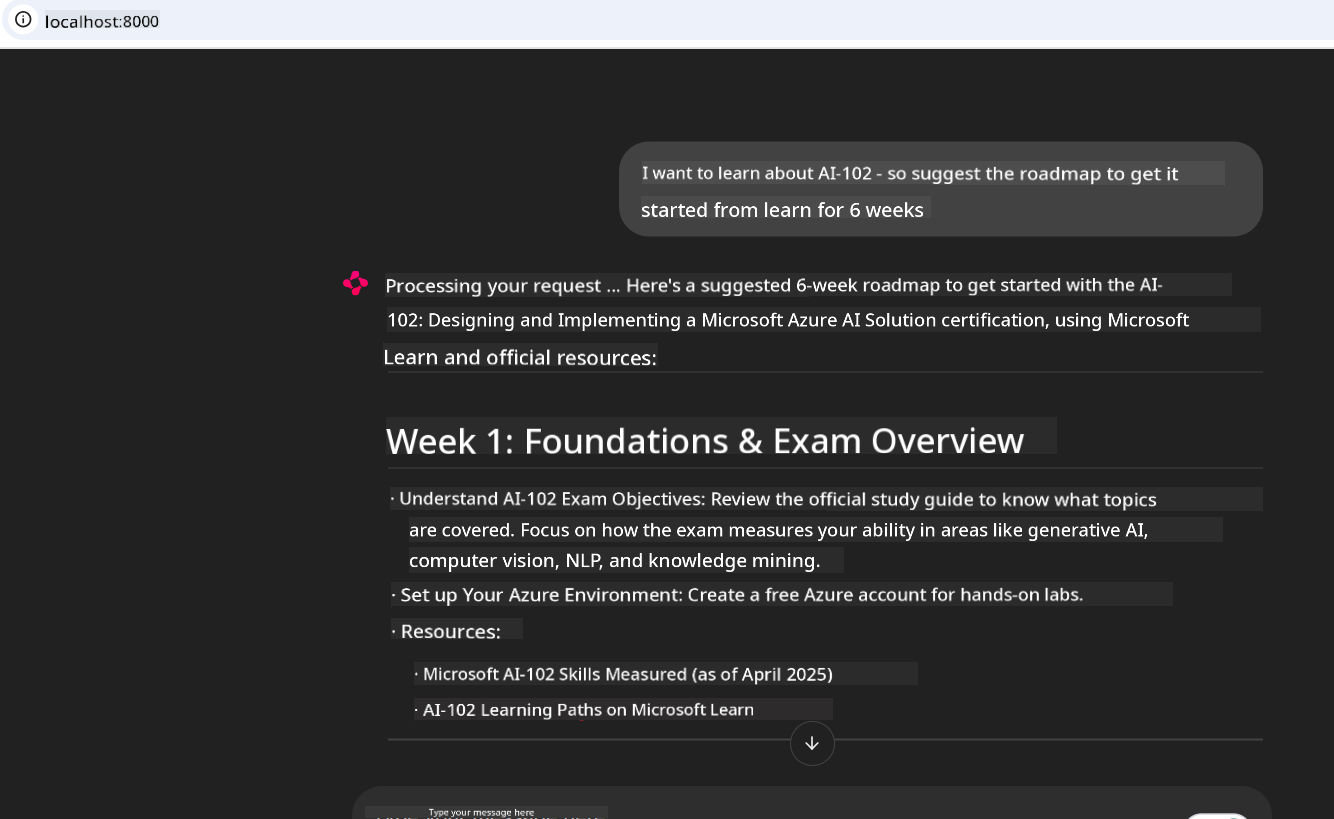 localhost:8000
I want to learn about AI-102 - so suggest the roadmap to get it
started from learn for 6 weeks
Processing your request ... Here's a suggested 6-week roadmap to get started with the AI-
102: Designing and Implementing a Microsoft Azure AI Solution certification, using Microsoft
Learn and official resources:
Week 1: Foundations & Exam Overview
· Understand AI-102 Exam Objectives: Review the official study guide to know what topics
are covered. Focus on how the exam measures your ability in areas like generative AI,
computer vision, NLP, and knowledge mining.
· Set up Your Azure Environment: Create a free Azure account for hands-on labs.
· Resources:
· Microsoft AI-102 Skills Measured (as of April 2025)
· AI-102 Learning Paths on Microsoft Learn
Type your message here